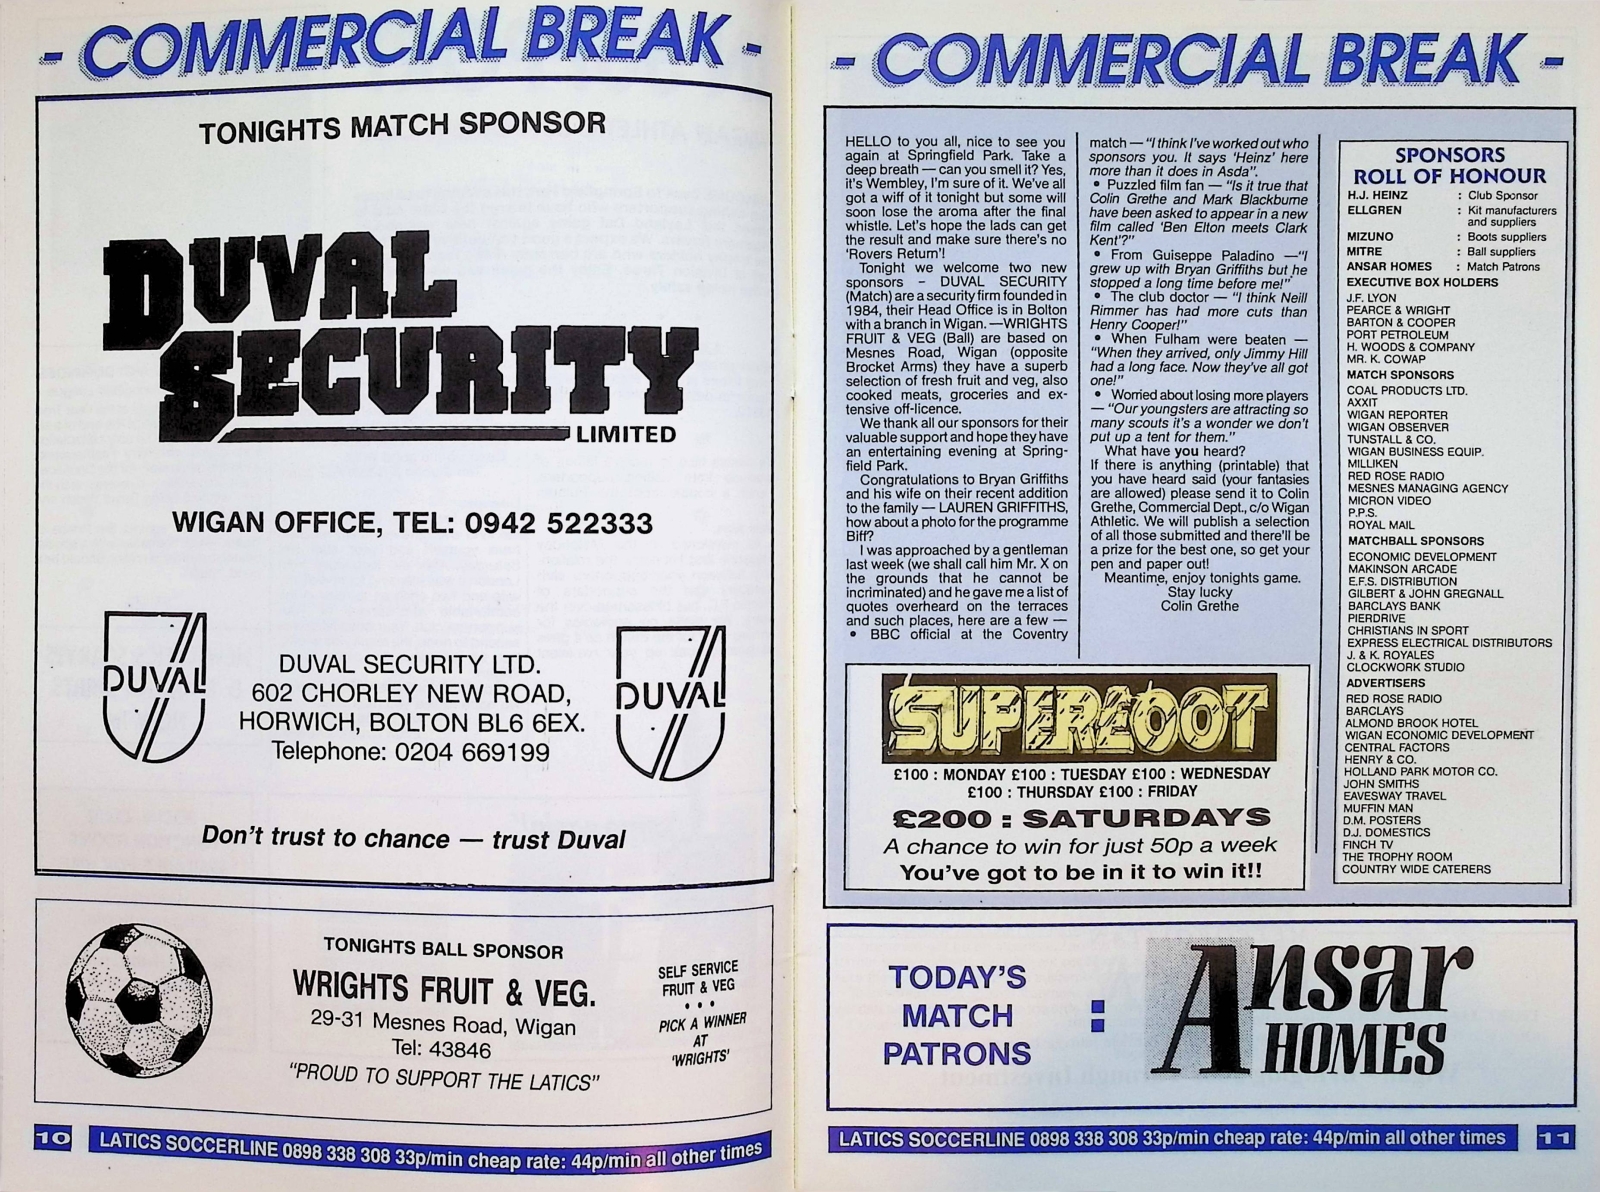 - COMMERCIAL BREAK -
TONIGHTS MATCH SPONSOR
DUVAL
SECURITY
LIMITED
WIGAN OFFICE, TEL: 0942 522333
DUVAL
DUVAL SECURITY LTD.
602 CHORLEY NEW ROAD,
HORWICH, BOLTON BL6 6EX.
Telephone: 0204 669199
DUVAL
Don't trust to chance — trust Duval
TONIGHTS BALL SPONSOR
WRIGHTS FRUIT & VEG.
29-31 Mesnes Road, Wigan
Tel: 43846
"PROUD TO SUPPORT THE LATICS"
SELF SERVICE
FRUIT & VEG
• • •
PICK A WINNER
AT
'WRIGHTS'
10
LATICS SOCCERLINE 0898 338 308 33p/min cheap rate: 44p/min all other times
- COMMERCIAL BREAK -
HELLO to you all, nice to see you
again at Springfield Park. Take a
deep breath — can you smell it? Yes,
it's Wembley, I'm sure of it. We've all
got a wiff of it tonight but some will
soon lose the aroma after the final
whistle. Let's hope the lads can get
the result and make sure there's no
'Rovers Return'!
Tonight we welcome two new
sponsors – DUVAL SECURITY
(Match) are a security firm founded in
1984, their Head Office is in Bolton
with a branch in Wigan. —WRIGHTS
FRUIT & VEG (Ball) are based on
Mesnes Road, Wigan (opposite
Brocket Arms) they have a superb
selection of fresh fruit and veg, also
cooked meats, groceries and ex-
tensive off-licence.
We thank all our sponsors for their
valuable support and hope they have
an entertaining evening at Spring-
field Park.
Congratulations to Bryan Griffiths
and his wife on their recent addition
to the family — LAUREN GRIFFITHS,
how about a photo for the programme
Biff?
I was approached by a gentleman
last week (we shall call him Mr. X on
the grounds that he cannot be
incriminated) and he gave me a list of
quotes overheard on the terraces
and such places, here are a few —
• BBC official at the Coventry
match — "I think I've worked out who
sponsors you. It says 'Heinz' here
more than it does in Asda".
• Puzzled film fan — "Is it true that
Colin Grethe and Mark Blackburne
have been asked to appear in a new
film called 'Ben Elton meets Clark
Kent'?"
• From Guiseppe Paladino —"I
grew up with Bryan Griffiths but he
stopped a long time before me!"
• The club doctor — "I think Neill
Rimmer has had more cuts than
Henry Cooper!"
• When Fulham were beaten —
"When they arrived, only Jimmy Hill
had a long face. Now they've all got
one!"
• Worried about losing more players
— "Our youngsters are attracting so
many scouts it's a wonder we don't
put up a tent for them."
What have you heard?
If there is anything (printable) that
you have heard said (your fantasies
are allowed) please send it to Colin
Grethe, Commercial Dept., c/o Wigan
Athletic. We will publish a selection
of all those submitted and there'll be
a prize for the best one, so get your
pen and paper out!
Meantime, enjoy tonights game.
Stay lucky
Colin Grethe
SUPERLOOT
£100 : MONDAY £100 : TUESDAY £100 : WEDNESDAY
£100 : THURSDAY £100 : FRIDAY
£200 : SATURDAYS
A chance to win for just 50p a week
You've got to be in it to win it!!
SPONSORS
ROLL OF HONOUR
H.J. HEINZ : Club Sponsor
ELLGREN : Kit manufacturers
and suppliers
MIZUNO : Boots suppliers
MITRE : Ball suppliers
ANSAR HOMES : Match Patrons
EXECUTIVE BOX HOLDERS
J.F. LYON
PEARCE & WRIGHT
BARTON & COOPER
PORT PETROLEUM
H. WOODS & COMPANY
MR. K. COWAP
MATCH SPONSORS
COAL PRODUCTS LTD.
AXXIT
WIGAN REPORTER
WIGAN OBSERVER
TUNSTALL & CO.
WIGAN BUSINESS EQUIP.
MILLIKEN
RED ROSE RADIO
MESNES MANAGING AGENCY
MICRON VIDEO
P.P.S.
ROYAL MAIL
MATCHBALL SPONSORS
ECONOMIC DEVELOPMENT
MAKINSON ARCADE
E.F.S. DISTRIBUTION
GILBERT & JOHN GREGNALL
BARCLAYS BANK
PIERDRIVE
CHRISTIANS IN SPORT
EXPRESS ELECTRICAL DISTRIBUTORS
J. & K. ROYALES
CLOCKWORK STUDIO
ADVERTISERS
RED ROSE RADIO
BARCLAYS
ALMOND BROOK HOTEL
WIGAN ECONOMIC DEVELOPMENT
CENTRAL FACTORS
HENRY & CO.
HOLLAND PARK MOTOR CO.
JOHN SMITHS
EAVESWAY TRAVEL
MUFFIN MAN
D.M. POSTERS
D.J. DOMESTICS
FINCH TV
THE TROPHY ROOM
COUNTRY WIDE CATERERS
TODAY'S
MATCH
PATRONS
:
Ansar
HOMES
LATICS SOCCERLINE 0898 338 308 33p/min cheap rate: 44p/min all other times
11